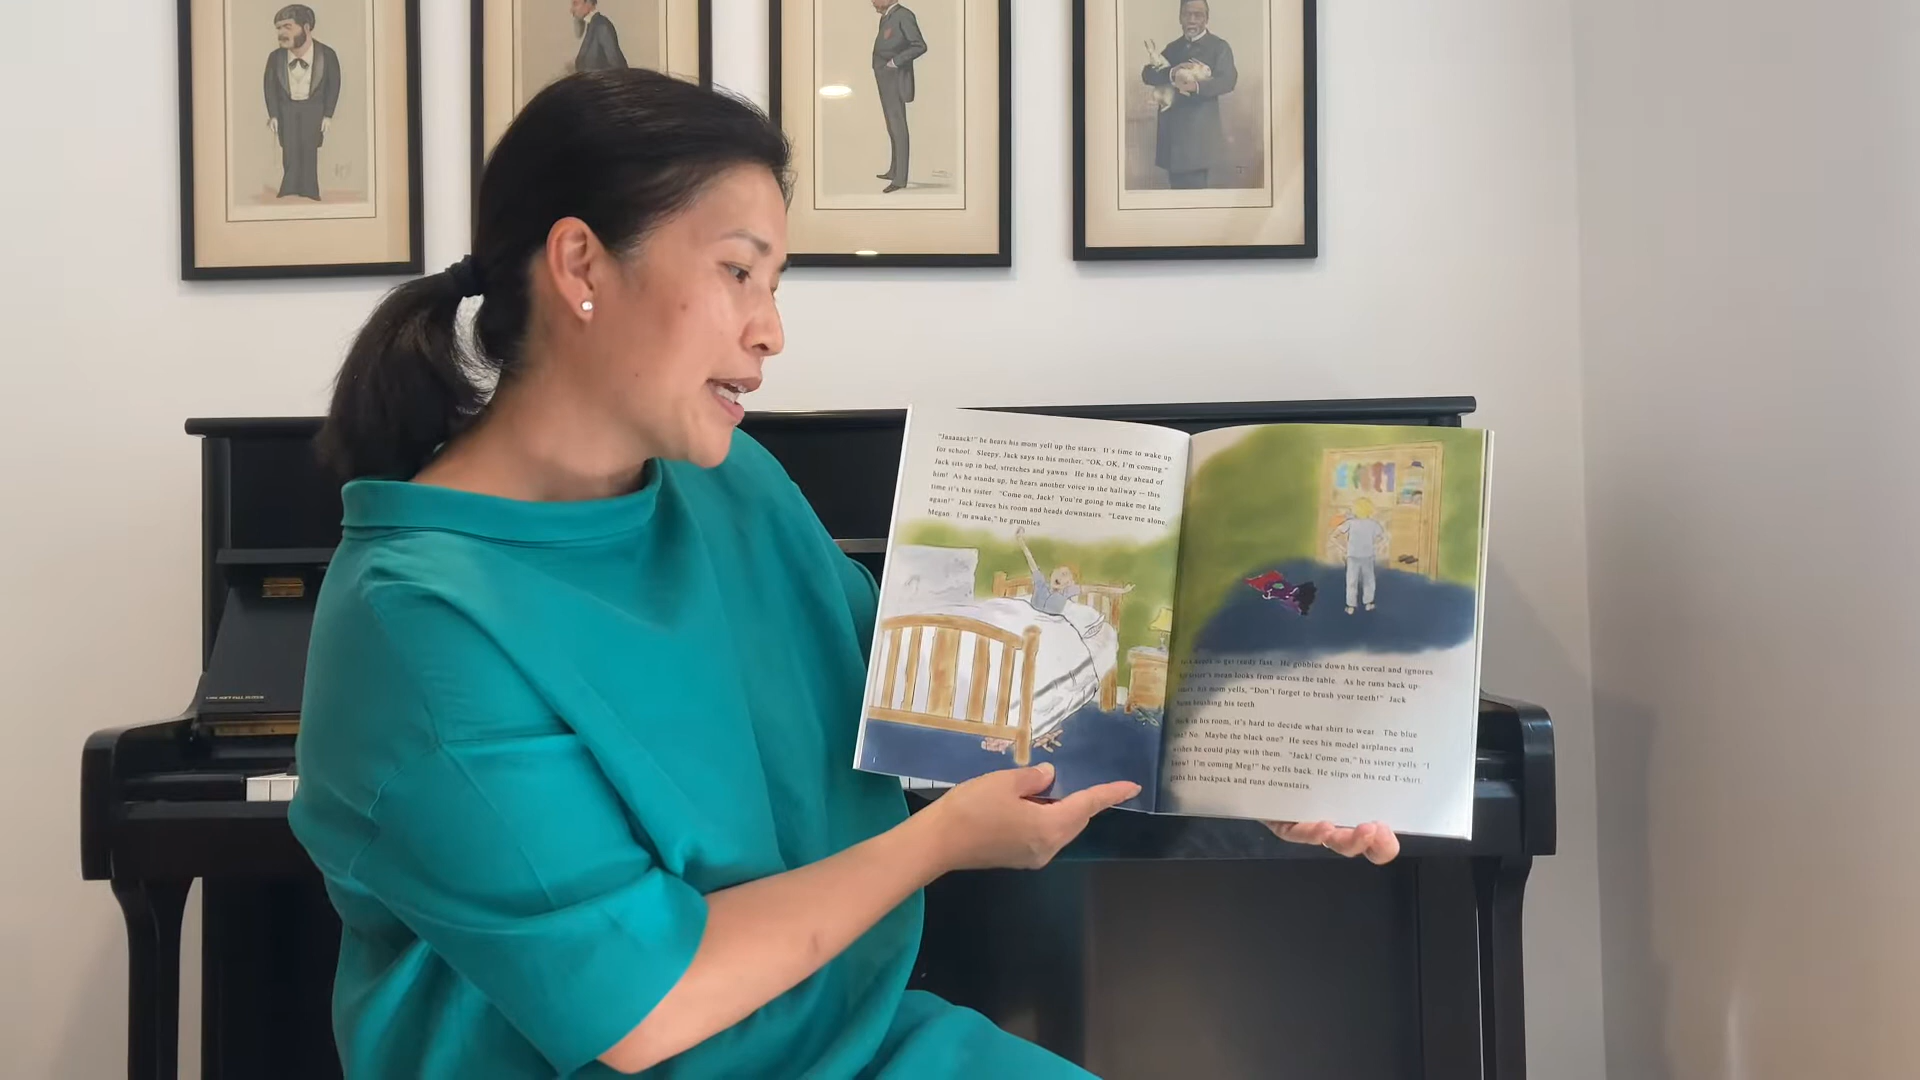 "Jaaaaack!" he hears his mom yell up the stairs. It's time to wake up
for school. Sleepy, Jack says to his mother, "OK, OK, I'm coming."
Jack sits up in bed, stretches and yawns. He has a big day ahead of
him! As he stands up, he hears another voice in the hallway — this
time it's his sister. "Come on, Jack! You're going to make me late
again!" Jack leaves his room and heads downstairs. "Leave me alone,
Megan. I'm awake," he grumbles.
to get ready fast. He gobbles down his cereal and ignores
his sister's mean looks from across the table. As he runs back up-
stairs, his mom yells, "Don't forget to brush your teeth!" Jack
brushing his teeth.
Back in his room, it's hard to decide what shirt to wear. The blue
one? No. Maybe the black one? He sees his model airplanes and
wishes he could play with them. "Jack! Come on," his sister yells. "I
know! I'm coming Meg!" he yells back. He slips on his red T-shirt,
grabs his backpack and runs downstairs.